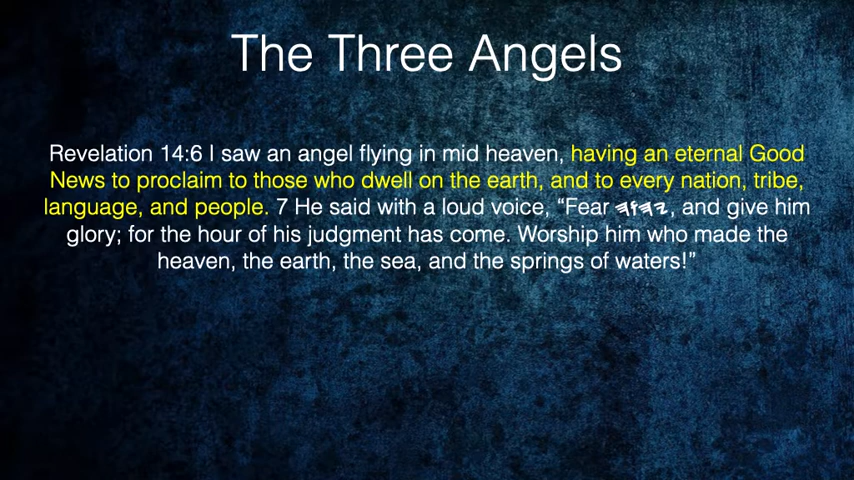 The Three Angels
Revelation 14:6 I saw an angel flying in mid heaven, having an eternal Good
News to proclaim to those who dwell on the earth, and to every nation, tribe,
language, and people. 7 He said with a loud voice, “Fear 𐤉𐤄𐤅𐤄, and give him
glory; for the hour of his judgment has come. Worship him who made the
heaven, the earth, the sea, and the springs of waters!”